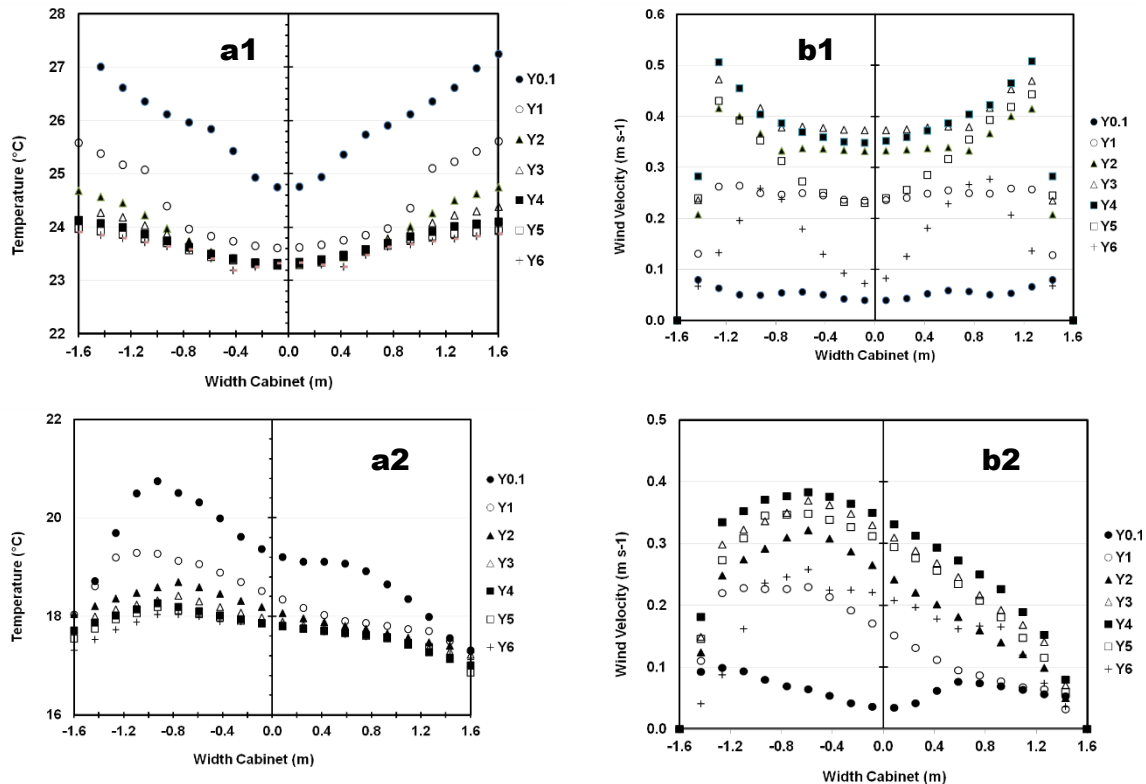 a1
28
27
26
25
24
23
22
Temperature (°C)
-1.6 -1.2 -0.8 -0.4 0.0 0.4 0.8 1.2 1.6
Width Cabinet (m)
Y0.1
Y1
Y2
Y3
Y4
Y5
Y6
b1
0.6
0.5
0.4
0.3
0.2
0.1
0.0
Wind Velocity (m s-1)
-1.6 -1.2 -0.8 -0.4 0.0 0.4 0.8 1.2 1.6
Width Cabinet (m)
Y0.1
Y1
Y2
Y3
Y4
Y5
Y6
a2
22
20
18
16
Temperature (°C)
-1.6 -1.2 -0.8 -0.4 0.0 0.4 0.8 1.2 1.6
Width Cabinet (m)
Y0.1
Y1
Y2
Y3
Y4
Y5
Y6
b2
0.5
0.4
0.3
0.2
0.1
0.0
Wind Velocity (m s-1)
-1.6 -1.2 -0.8 -0.4 0.0 0.4 0.8 1.2 1.6
Width Cabinet (m)
Y0.1
Y1
Y2
Y3
Y4
Y5
Y6